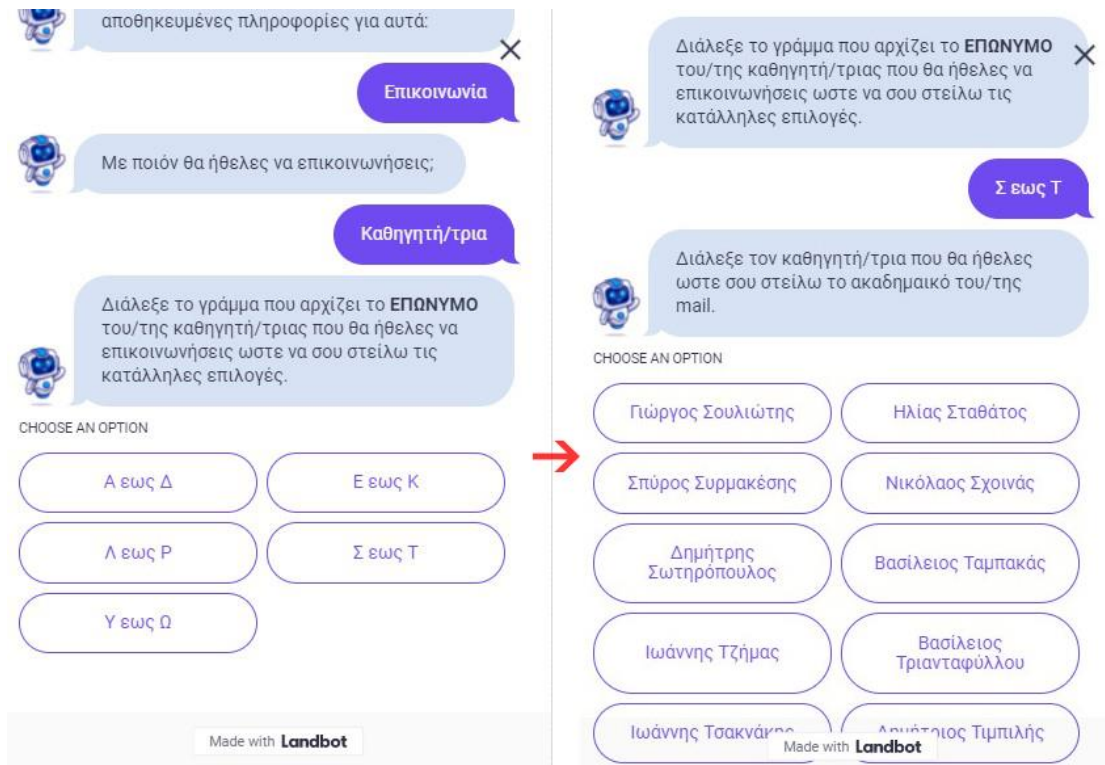 αποθηκευμένες πληροφορίες για αυτά:
Επικοινωνία
Με ποιόν θα ήθελες να επικοινωνήσεις;
Καθηγητή/τρια
Διάλεξε το γράμμα που αρχίζει το ΕΠΩΝΥΜΟ
του/της καθηγητή/τριας που θα ήθελες να
επικοινωνήσεις ωστε να σου στείλω τις
κατάλληλες επιλογές.
CHOOSE AN OPTION
Α εως Δ
Ε εως Κ
Λ εως Ρ
Σ εως Τ
Υ εως Ω
Made with Landbot
Διάλεξε το γράμμα που αρχίζει το ΕΠΩΝΥΜΟ
του/της καθηγητή/τριας που θα ήθελες να
επικοινωνήσεις ωστε να σου στείλω τις
κατάλληλες επιλογές.
Σ εως Τ
Διάλεξε τον καθηγητή/τρια που θα ήθελες
ωστε σου στείλω το ακαδημαικό του/της
mail.
CHOOSE AN OPTION
Γιώργος Σουλιώτης
Ηλίας Σταθάτος
Σπύρος Συρμακέσης
Νικόλαος Σχοινάς
Δημήτρης
Σωτηρόπουλος
Βασίλειος Ταμπακάς
Ιωάννης Τζήμας
Βασίλειος
Τριανταφύλλου
Ιωάννης Τσακνάκης
Δημήτριος Τιμπιλής
Made with Landbot